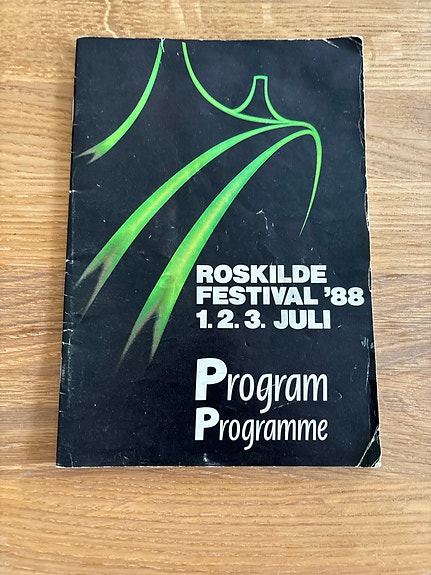 ROSKILDE
FESTIVAL '88
1. 2. 3. JULI
Program
Programme